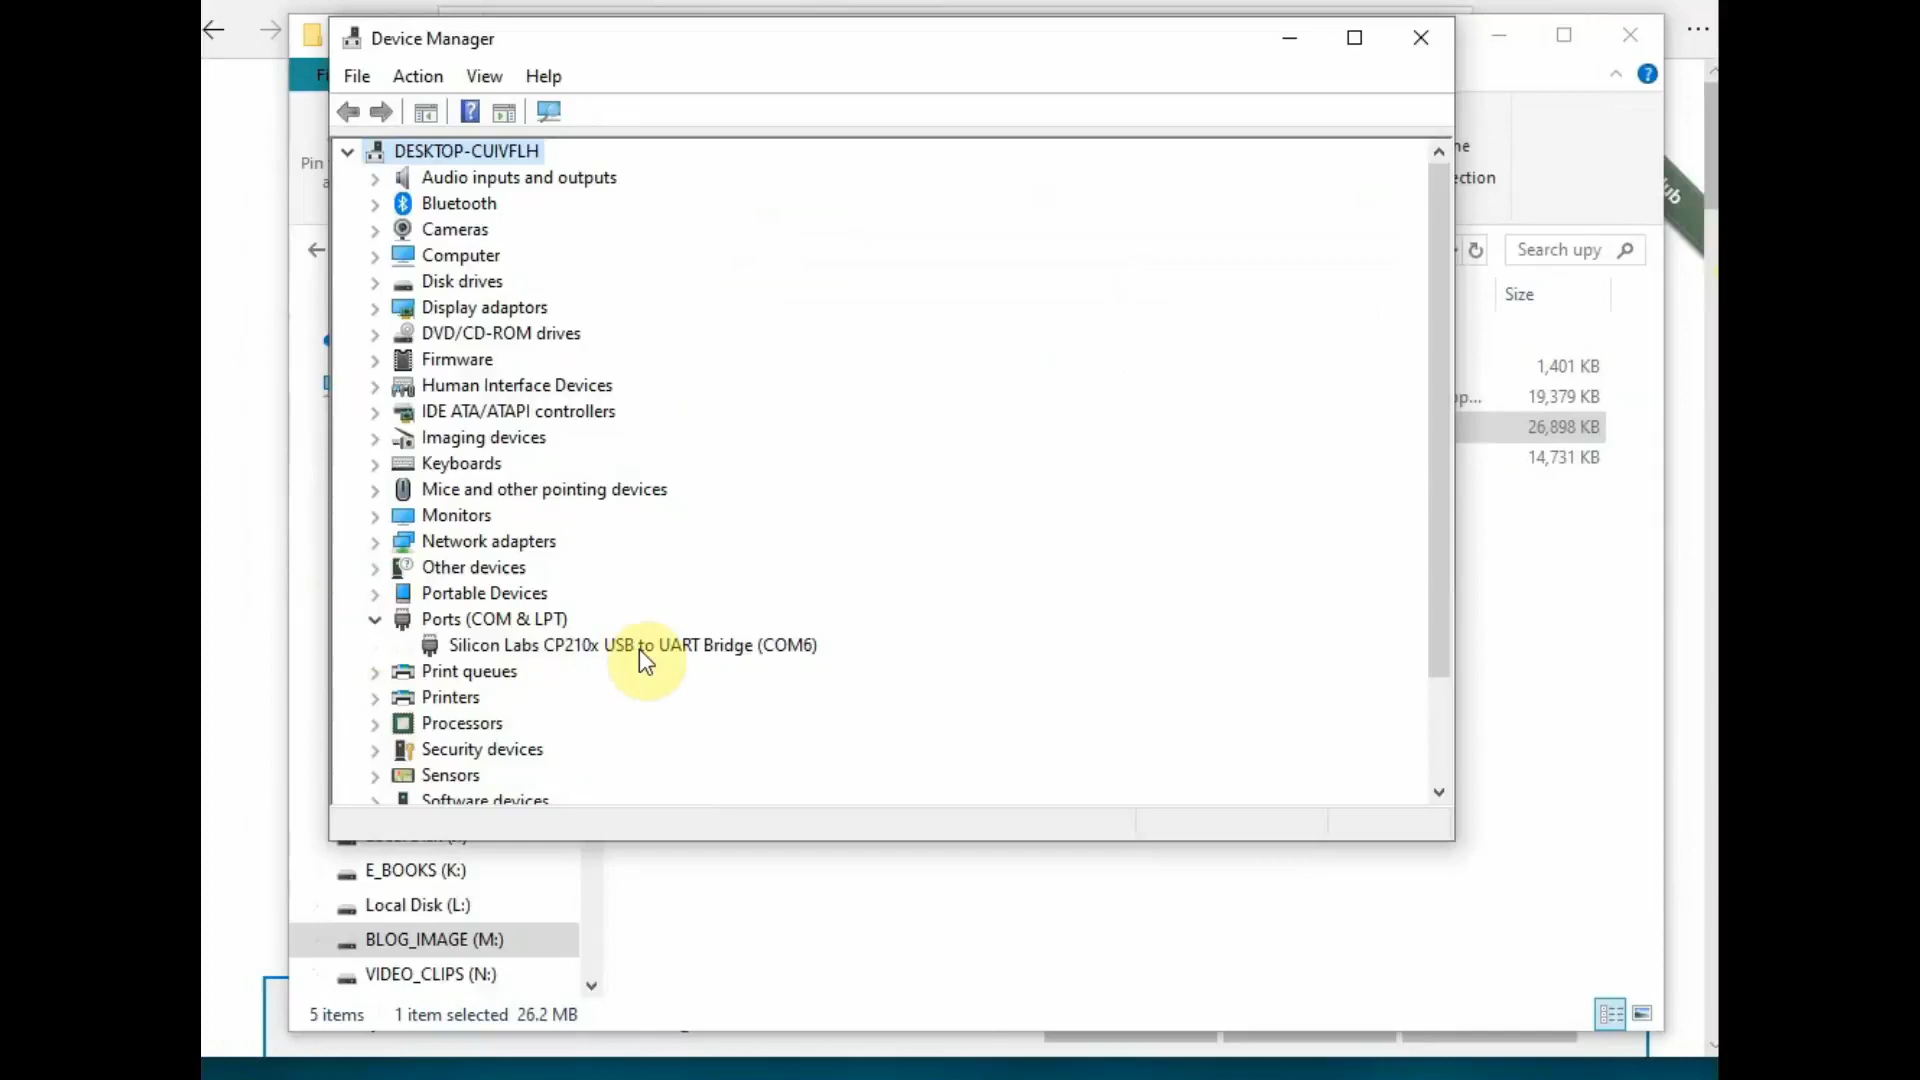 Device Manager
File Action View Help
DESKTOP-CUIVFLH
Audio inputs and outputs
Bluetooth
Cameras
Computer
Disk drives
Display adaptors
DVD/CD-ROM drives
Firmware
Human Interface Devices
IDE ATA/ATAPI controllers
Imaging devices
Keyboards
Mice and other pointing devices
Monitors
Network adapters
Other devices
Portable Devices
Ports (COM & LPT)
Silicon Labs CP210x USB to UART Bridge (COM6)
Print queues
Printers
Processors
Security devices
Sensors
Software devices
Pin
Search upy
Size
1,401 KB
19,379 KB
26,898 KB
14,731 KB
E_BOOKS (K:)
Local Disk (L:)
BLOG_IMAGE (M:)
VIDEO_CLIPS (N:)
5 items 1 item selected 26.2 MB